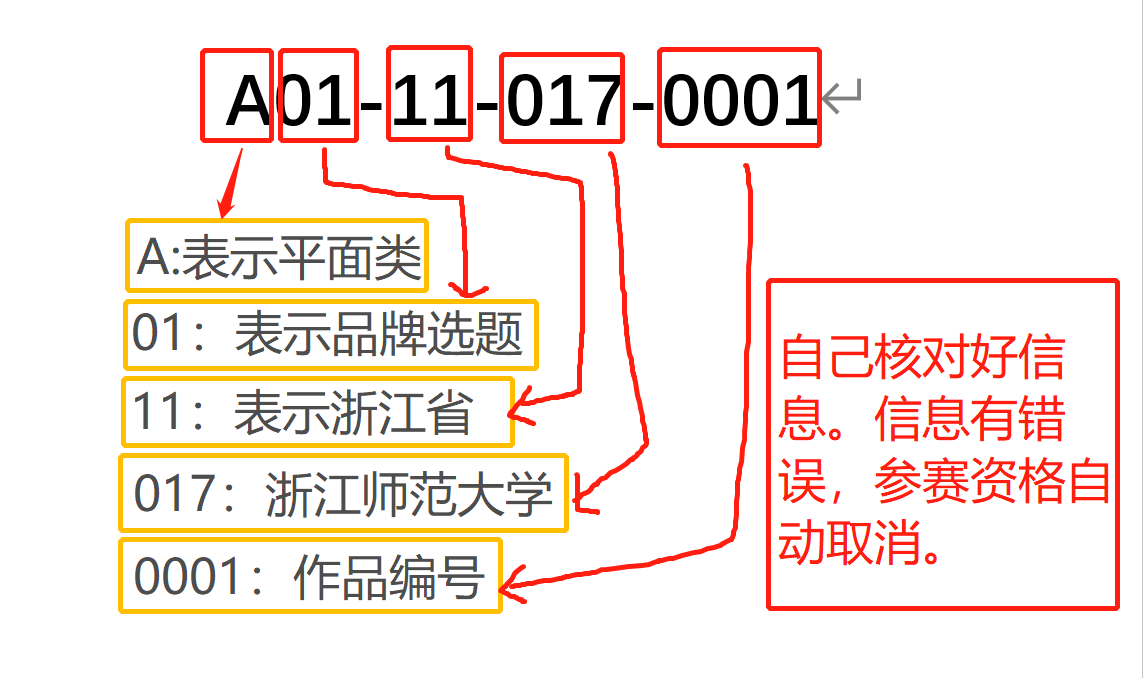 A01-11-017-0001
A:表示平面类
01：表示品牌选题
11：表示浙江省
017：浙江师范大学
0001：作品编号
自己核对好信
息。信息有错
误，参赛资格自
动取消。